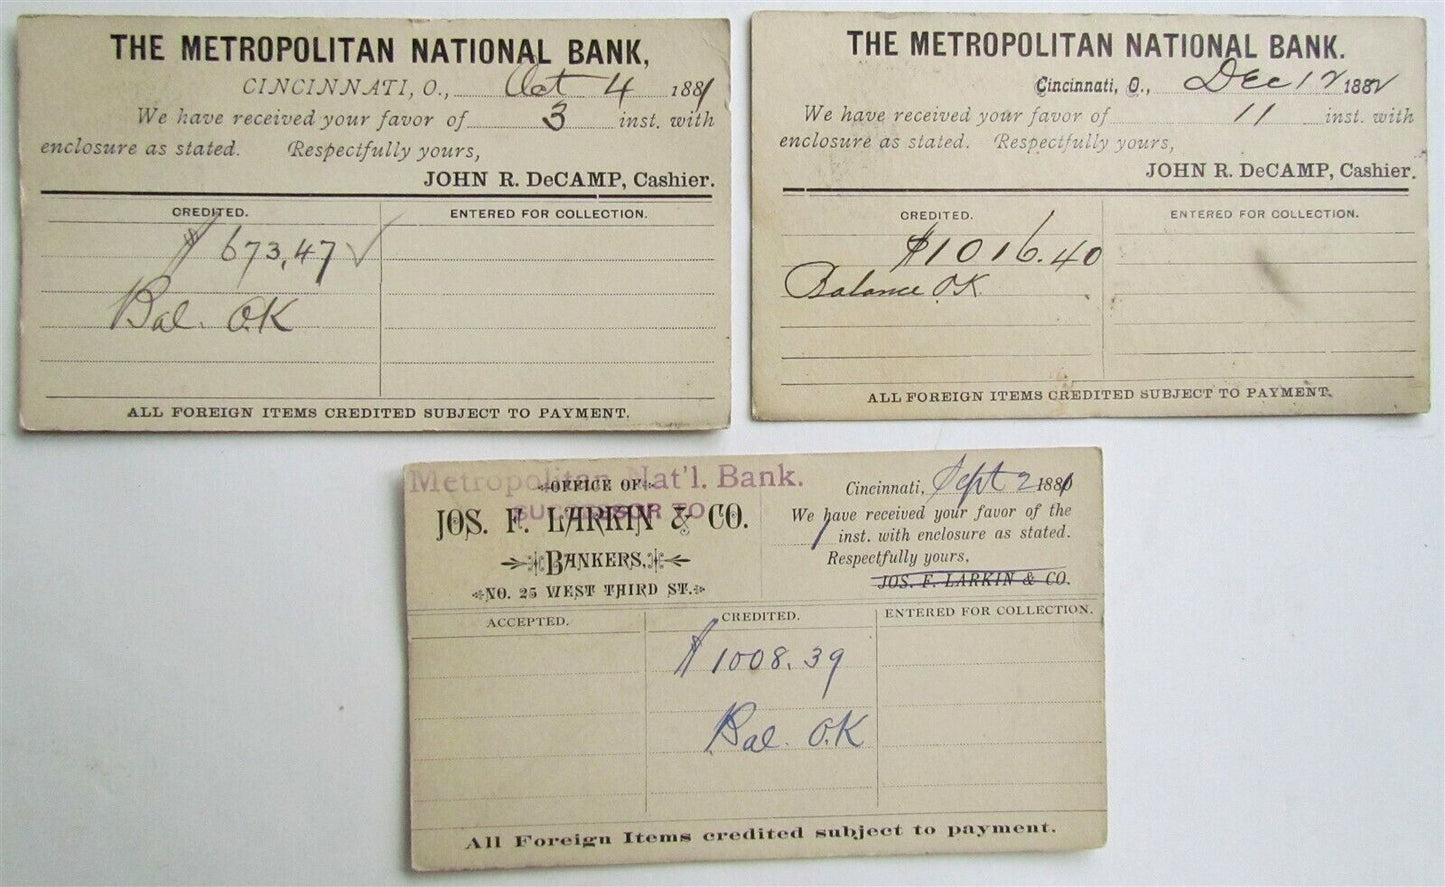 THE METROPOLITAN NATIONAL BANK,
CINCINNATI, O., Oct 4 1881
We have received your favor of 3 inst. with
enclosure as stated. Respectfully yours,
JOHN R. DeCAMP, Cashier.
CREDITED. ENTERED FOR COLLECTION.
$ 673,47 ✓
Bal. O.K
ALL FOREIGN ITEMS CREDITED SUBJECT TO PAYMENT.
THE METROPOLITAN NATIONAL BANK.
Cincinnati, O., Dec 12 1882
We have received your favor of 11 inst. with
enclosure as stated. Respectfully yours,
JOHN R. DeCAMP, Cashier.
CREDITED. ENTERED FOR COLLECTION.
$1016.40
Balance O.K.
ALL FOREIGN ITEMS CREDITED SUBJECT TO PAYMENT.
Metropolitan Nat'l. Bank.
OFFICE OF
SUCCESSOR TO
JOS. F. LARKIN & CO.
BANKERS,
NO. 25 WEST THIRD ST.
Cincinnati, Sept 2 1881
We have received your favor of the
1 inst. with enclosure as stated.
Respectfully yours,
JOS. F. LARKIN & CO.
ACCEPTED. CREDITED. ENTERED FOR COLLECTION.
$1008.39
Bal. O.K
All Foreign Items credited subject to payment.